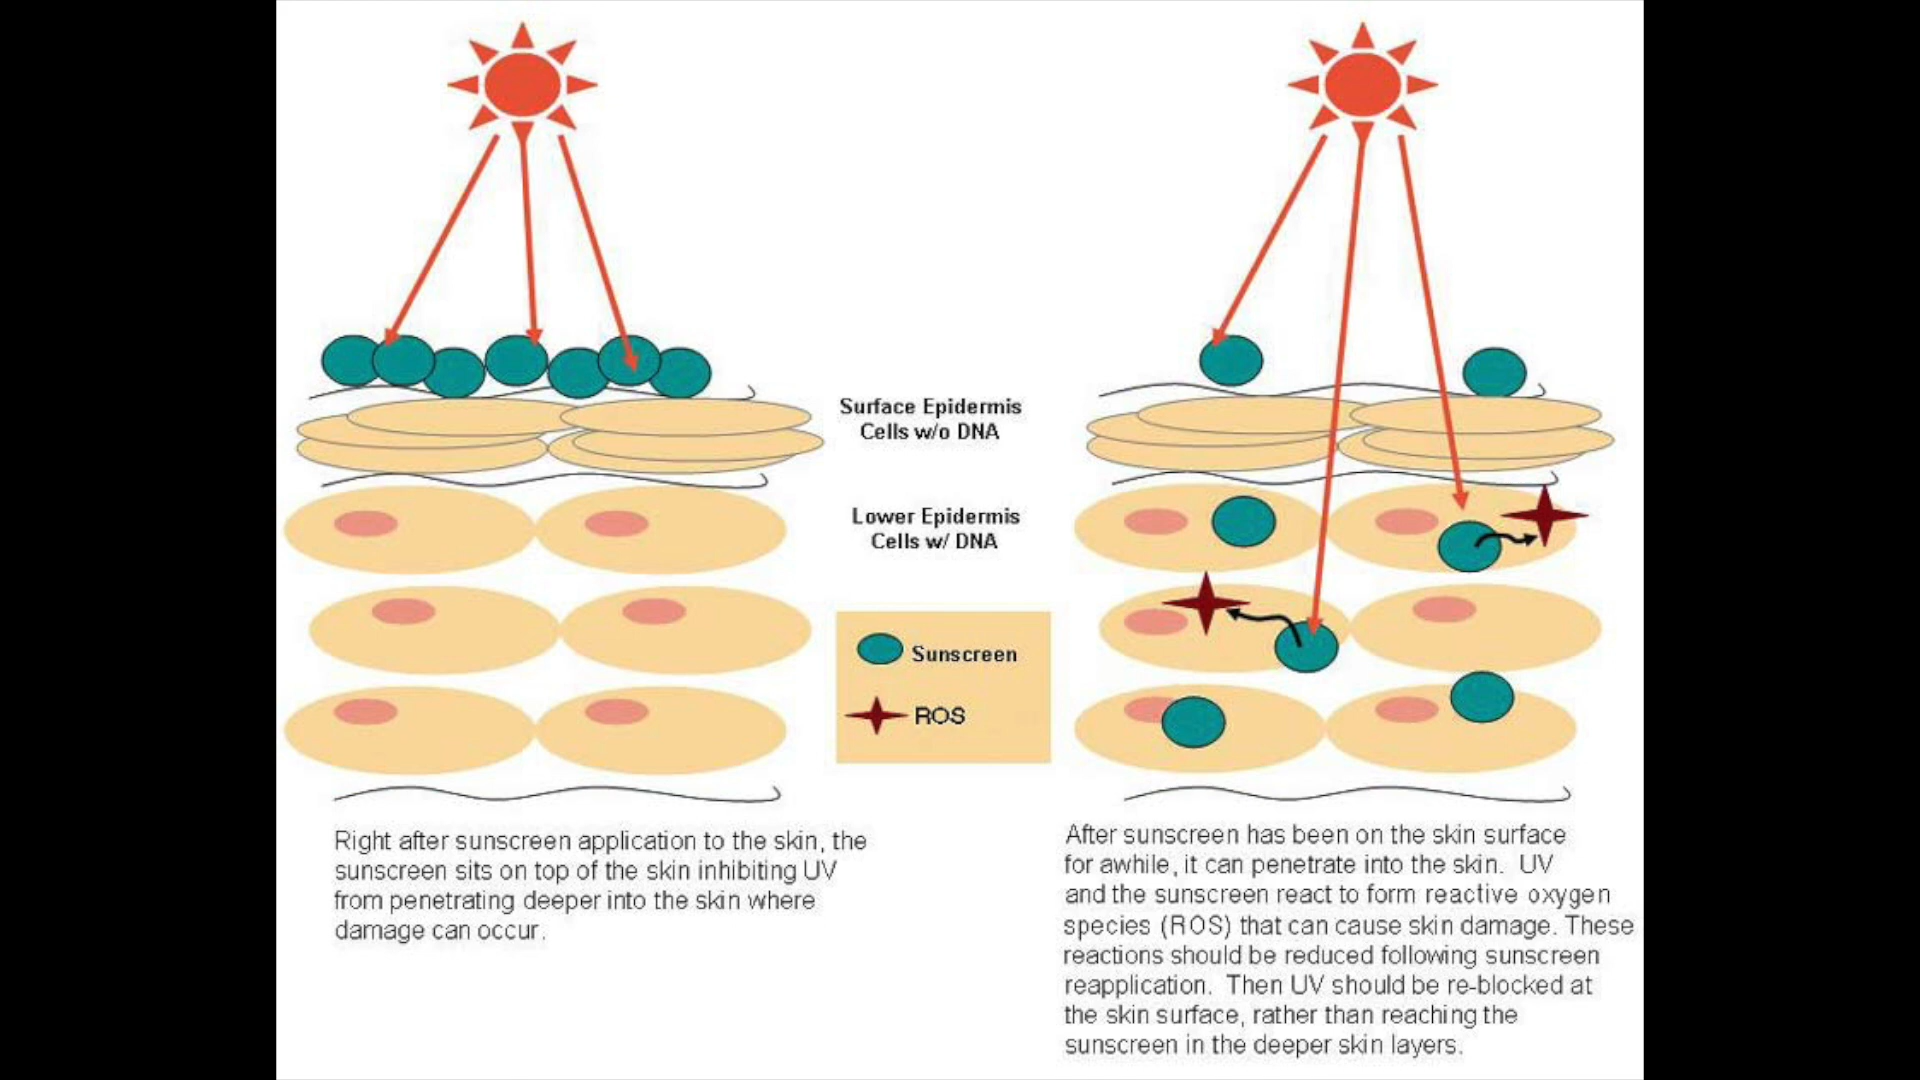 Surface Epidermis
Cells w/o DNA
Lower Epidermis
Cells w/ DNA
Sunscreen
ROS
Right after sunscreen application to the skin, the
sunscreen sits on top of the skin inhibiting UV
from penetrating deeper into the skin where
damage can occur.
After sunscreen has been on the skin surface
for awhile, it can penetrate into the skin. UV
and the sunscreen react to form reactive oxygen
species (ROS) that can cause skin damage. These
reactions should be reduced following sunscreen
reapplication. Then UV should be re-blocked at
the skin surface, rather than reaching the
sunscreen in the deeper skin layers.